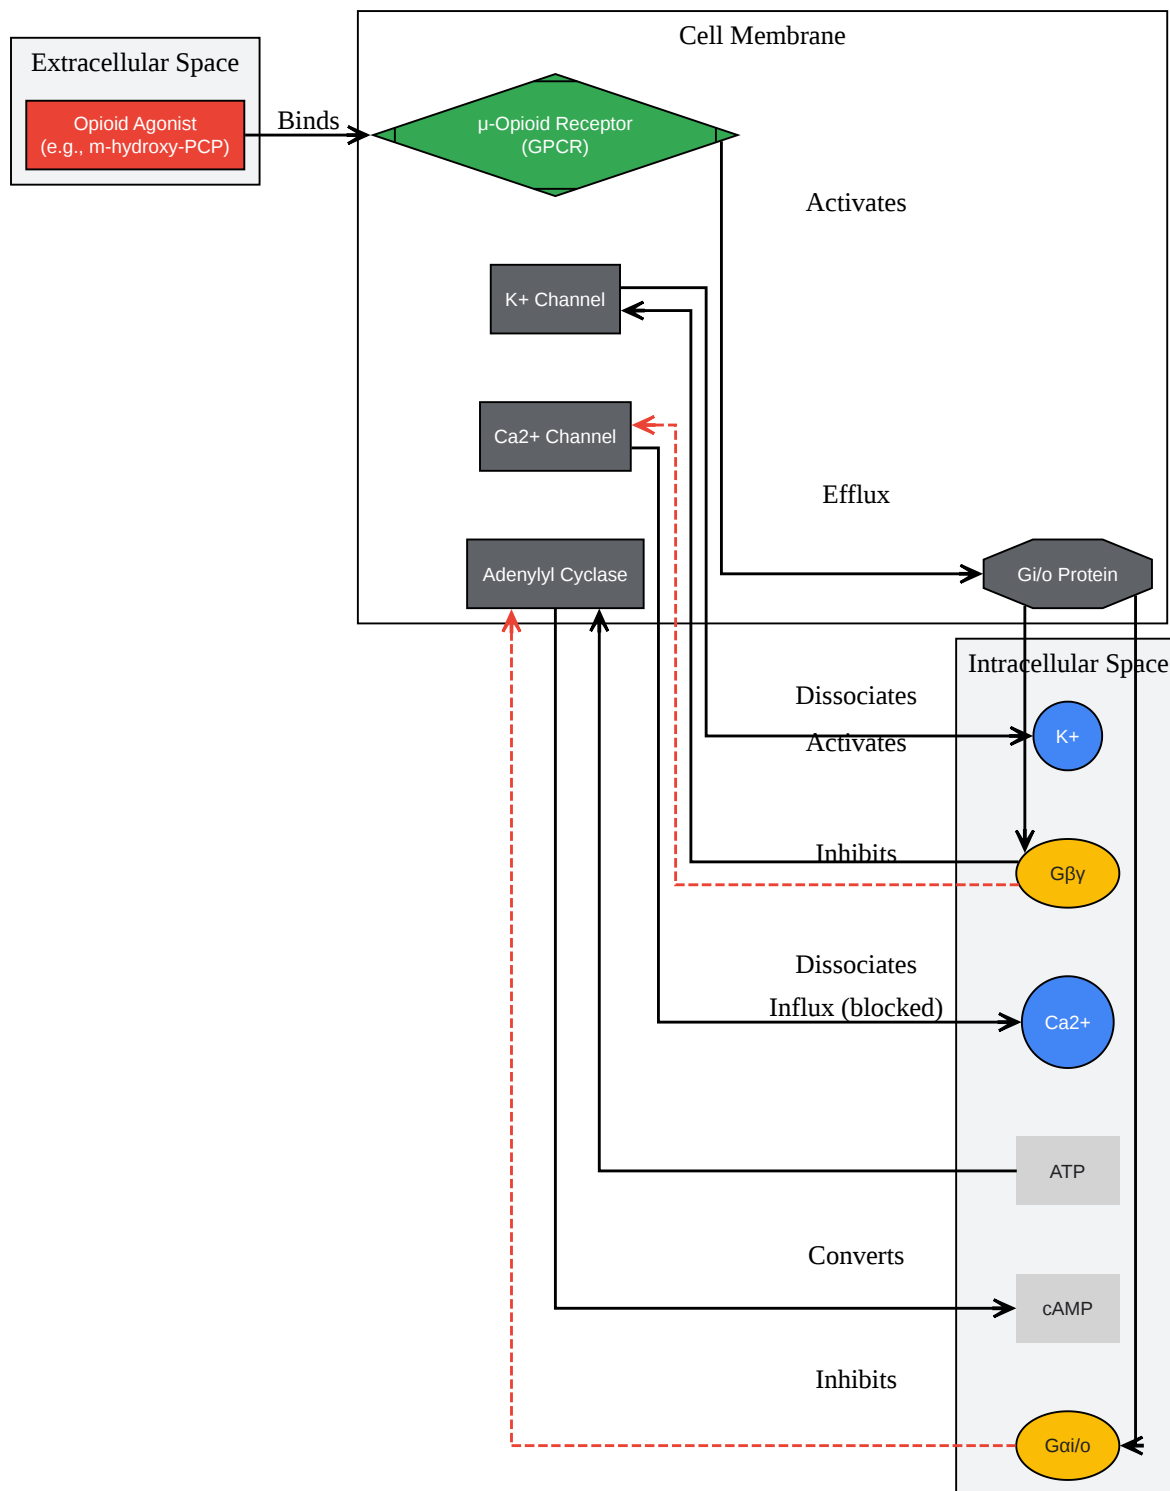 Cell Membrane
Extracellular Space
Opioid Agonist
(e.g., m-hydroxy-PCP)
Binds
μ-Opioid Receptor
(GPCR)
Activates
K+ Channel
Ca2+ Channel
Efflux
Adenylyl Cyclase
Gi/o Protein
Intracellular Space
Dissociates
K+
Activates
Inhibits
Gβγ
Dissociates
Influx (blocked)
Ca2+
ATP
Converts
cAMP
Inhibits
Gαi/o